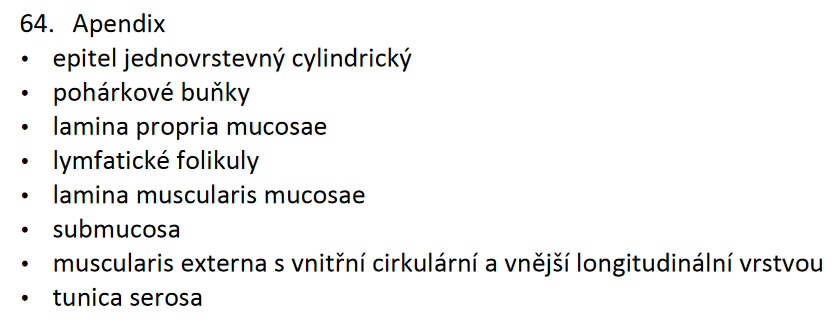 64. Apendix
• epitel jednovrstevný cylindrický
• pohárkové buňky
• lamina propria mucosae
• lymfatické folikuly
• lamina muscularis mucosae
• submucosa
• muscularis externa s vnitřní cirkulární a vnější longitudinální vrstvou
• tunica serosa